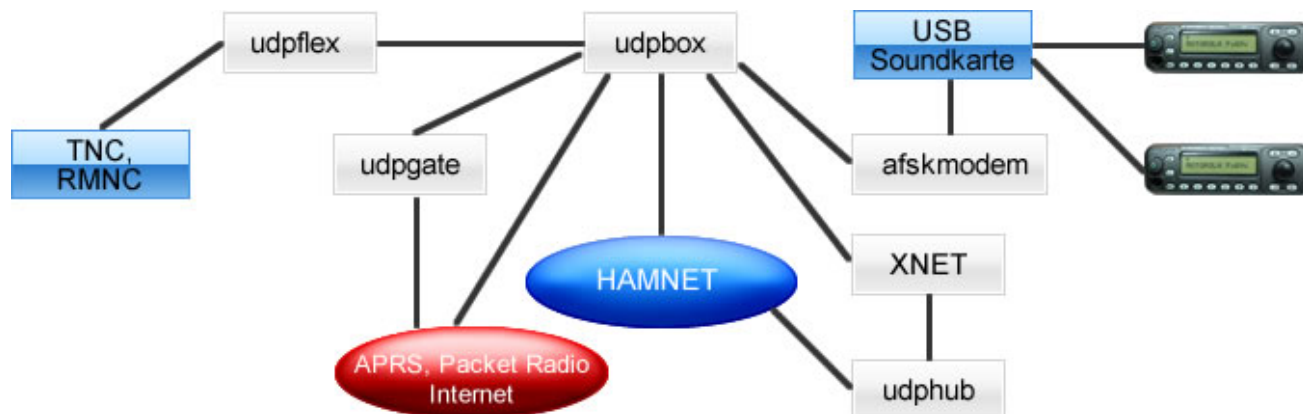 udpflex
udpbox
USB
Soundkarte
TNC,
RMNC
udpgate
afskmodem
HAMNET
XNET
APRS, Packet Radio
Internet
udphub